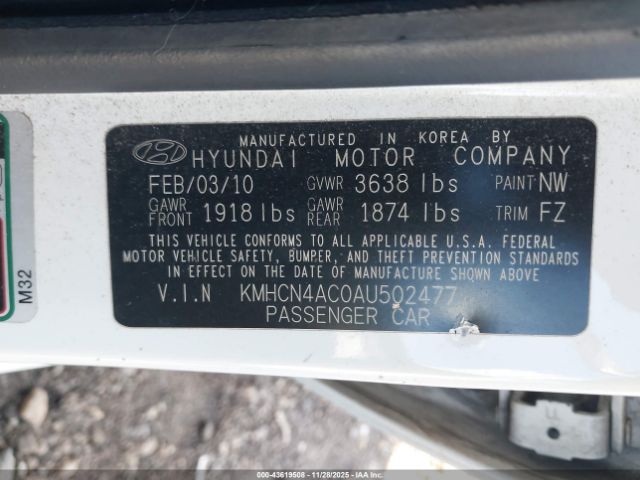 MANUFACTURED IN KOREA BY
HYUNDAI MOTOR COMPANY
FEB/03/10 GVWR 3638 lbs PAINT NW
GAWR FRONT 1918 lbs GAWR REAR 1874 lbs TRIM FZ
THIS VEHICLE CONFORMS TO ALL APPLICABLE U.S.A. FEDERAL
MOTOR VEHICLE SAFETY, BUMPER, AND THEFT PREVENTION STANDARDS
IN EFFECT ON THE DATE OF MANUFACTURE SHOWN ABOVE.
V.I.N KMHCN4AC0AU502477
PASSENGER CAR
M32
000-43619508 | 11/28/2025 | IAAI.COM